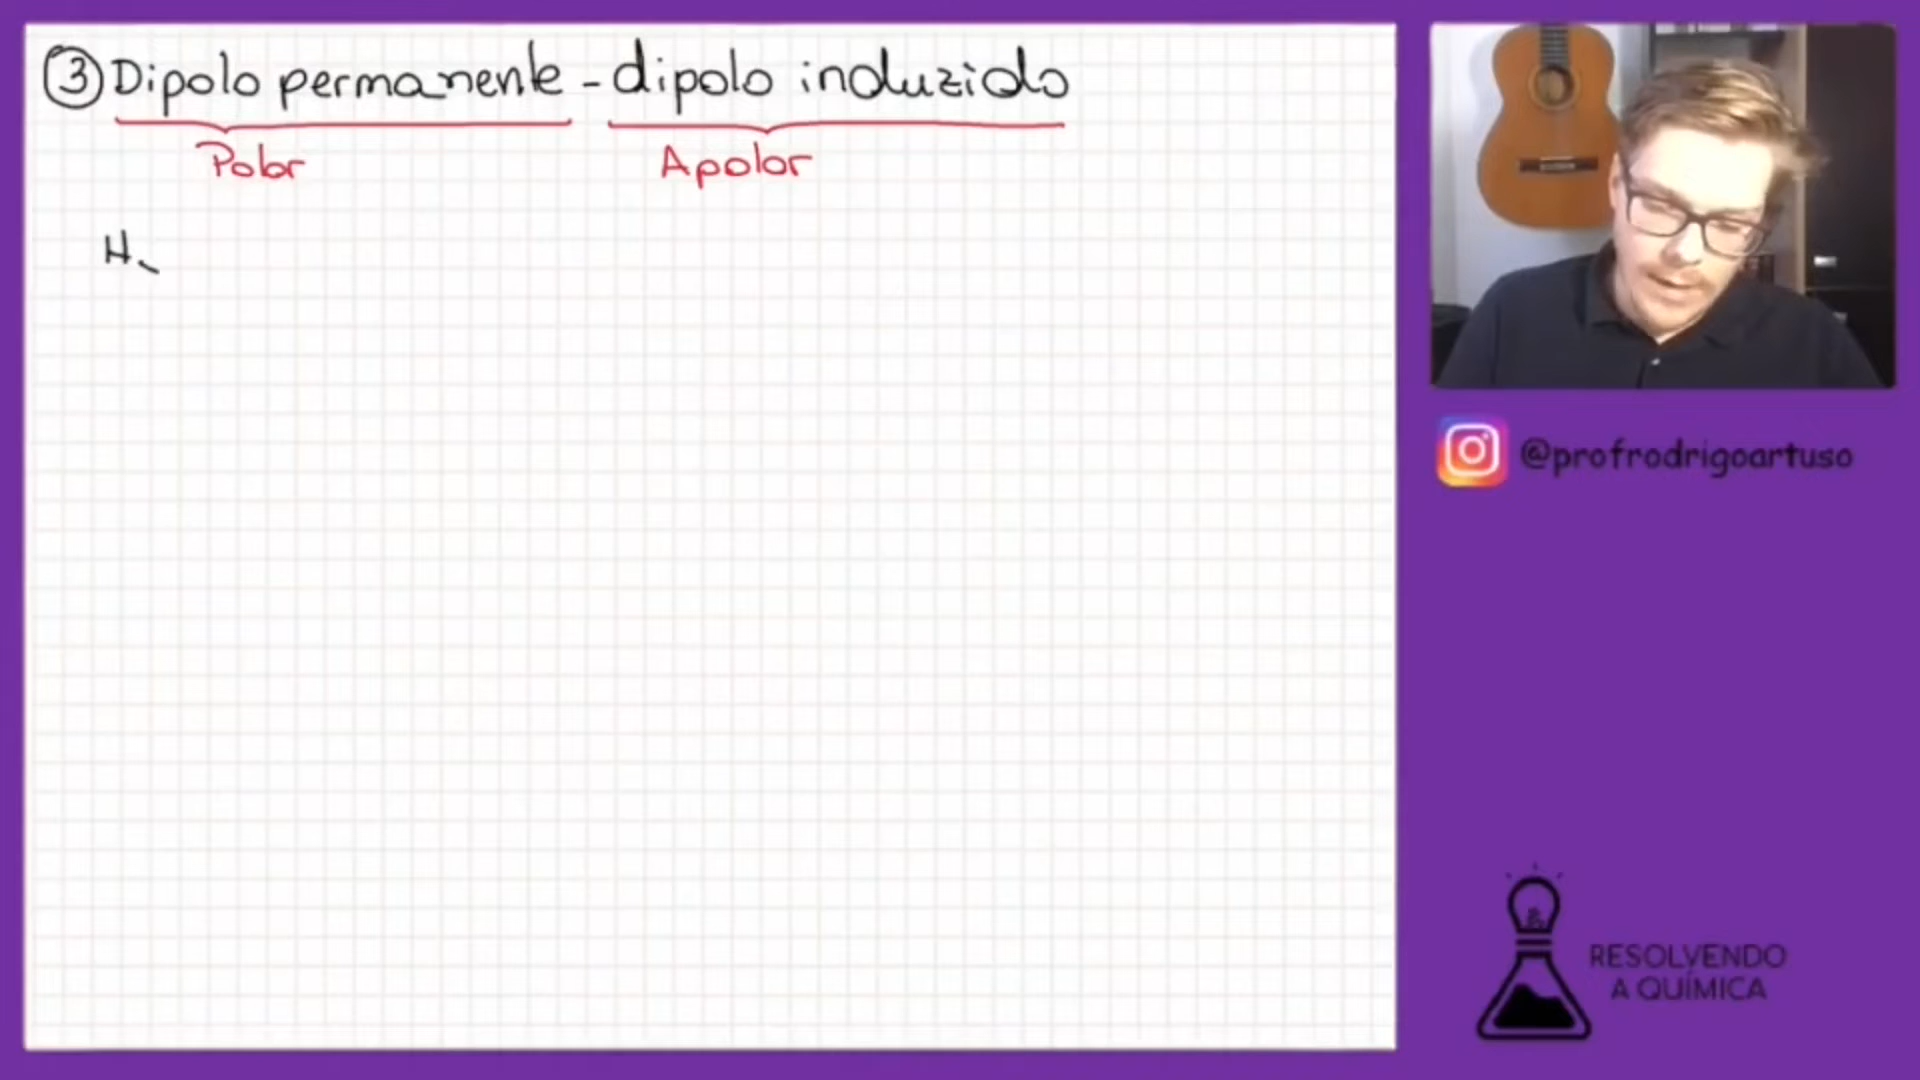 ③ Dipolo permanente - dipolo induzido
Polar Apolar
H
@profrodrigoartuso
RESOLVENDO
A QUÍMICA